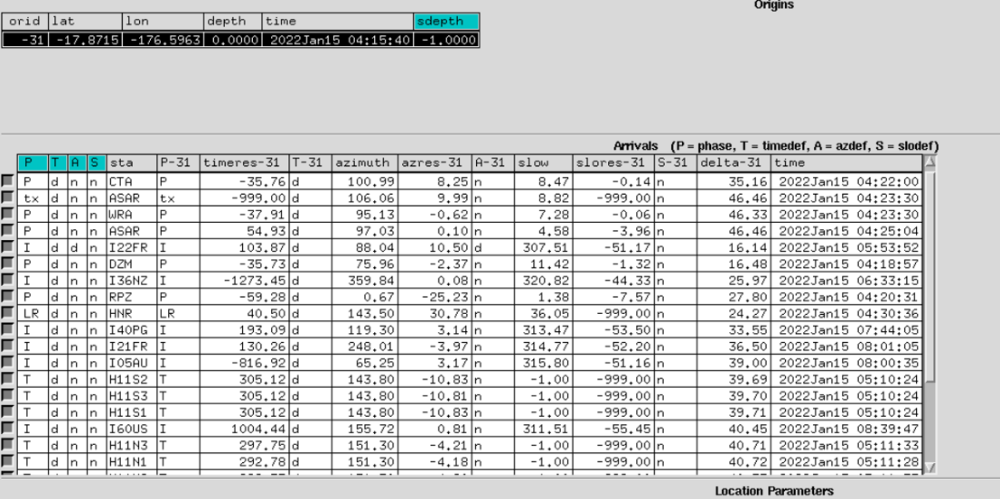 Origins
orid lat lon depth time sdepth
-31 -17.8715 -176.5963 0.0000 2022Jan15 04:15:40 -1.0000
Arrivals (P = phase, T = timedef, A = azdef, S = slodef)
P T A S sta P-31 timeres-31 T-31 azimuth azres-31 A-31 slow slores-31 S-31 delta-31 time
P d n n CTA P -35.76 d 100.99 8.25 n 8.47 -0.14 n 35.16 2022Jan15 04:22:00
tx d n n ASAR tx -999.00 d 106.06 9.99 n 8.82 -999.00 n 46.46 2022Jan15 04:23:30
P d n n WRA P -37.91 d 95.13 -0.62 n 7.28 -0.06 n 46.33 2022Jan15 04:23:30
P d n n ASAR P 54.93 d 97.03 0.10 n 4.58 -3.96 n 46.46 2022Jan15 04:25:04
I d d n I22FR I 103.87 d 88.04 10.50 d 307.51 -51.17 n 16.14 2022Jan15 05:53:52
P d n n DZM P -35.73 d 75.96 -2.37 n 11.42 -1.32 n 16.48 2022Jan15 04:18:57
I d n n I36NZ I -1273.45 d 359.84 0.08 n 320.82 -44.33 n 25.97 2022Jan15 06:33:15
P d n n RPZ P -59.28 d 0.67 -25.23 n 1.38 -7.57 n 27.80 2022Jan15 04:20:31
LR d n n HNR LR 40.50 d 143.50 30.78 n 36.05 -999.00 n 24.27 2022Jan15 04:30:36
I d n n I40PG I 193.09 d 119.30 3.14 n 313.47 -53.50 n 33.55 2022Jan15 07:44:05
I d n n I21FR I 130.26 d 248.01 -3.97 n 314.77 -52.20 n 36.50 2022Jan15 08:01:05
I d n n I05AU I -816.92 d 65.25 3.17 n 315.80 -51.16 n 39.00 2022Jan15 08:00:35
T d n n H11S2 T 305.12 d 143.80 -10.83 n -1.00 -999.00 n 39.69 2022Jan15 05:10:24
T d n n H11S3 T 305.12 d 143.80 -10.81 n -1.00 -999.00 n 39.70 2022Jan15 05:10:24
T d n n H11S1 T 305.12 d 143.80 -10.83 n -1.00 -999.00 n 39.71 2022Jan15 05:10:24
I d n n I60US I 1004.44 d 155.72 0.81 n 311.51 -55.45 n 40.45 2022Jan15 08:39:47
T d n n H11N3 T 297.75 d 151.30 -4.21 n -1.00 -999.00 n 40.71 2022Jan15 05:11:33
T d n n H11N1 T 292.78 d 151.30 -4.18 n -1.00 -999.00 n 40.72 2022Jan15 05:11:28
Location Parameters